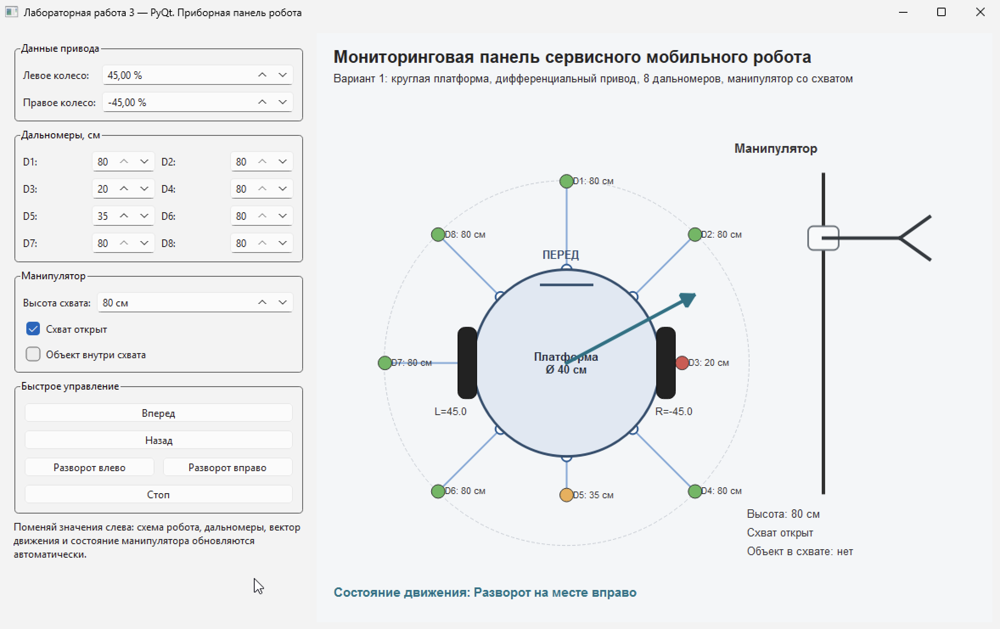 Лабораторная работа 3 — PyQt. Приборная панель робота
Данные привода
Левое колесо: 45,00 %
Правое колесо: -45,00 %
Дальномеры, см
D1: 80 D2: 80
D3: 20 D4: 80
D5: 35 D6: 80
D7: 80 D8: 80
Манипулятор
Высота схвата: 80 см
Схват открыт
Объект внутри схвата
Быстрое управление
Вперед
Назад
Разворот влево Разворот вправо
Стоп
Поменяй значения слева: схема робота, дальномеры, вектор
движения и состояние манипулятора обновляются
автоматически.
Мониторинговая панель сервисного мобильного робота
Вариант 1: круглая платформа, дифференциальный привод, 8 дальномеров, манипулятор со схватом
Манипулятор
D1: 80 см
D8: 80 см
D2: 80 см
ПЕРЕД
Платформа
Ø 40 см
D7: 80 см
D3: 20 см
L=45.0
R=-45.0
D6: 80 см
D5: 35 см
D4: 80 см
Высота: 80 см
Схват открыт
Объект в схвате: нет
Состояние движения: Разворот на месте вправо